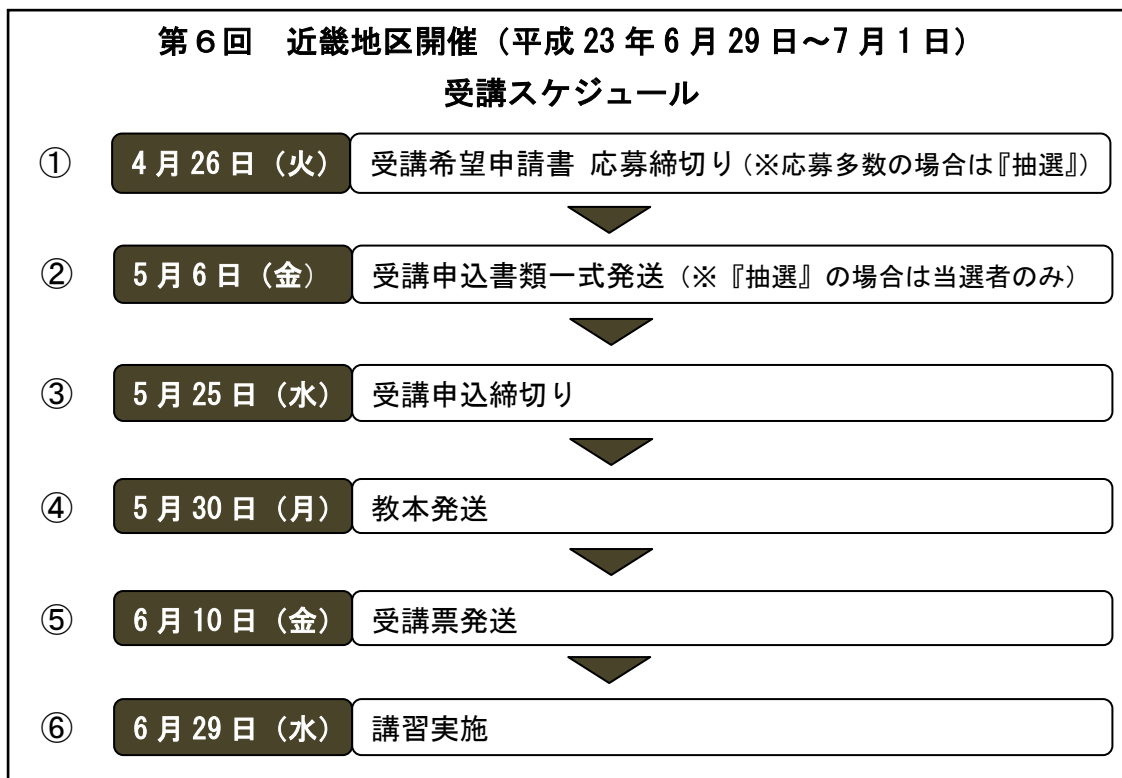 第６回　近畿地区開催（平成 23 年 6 月 29 日～7 月 1 日）
受講スケジュール
① 4 月 26 日（火） 受講希望申請書 応募締切り（※応募多数の場合は『抽選』）
② 5 月 6 日（金） 受講申込書類一式発送（※『抽選』の場合は当選者のみ）
③ 5 月 25 日（水） 受講申込締切り
④ 5 月 30 日（月） 教本発送
⑤ 6 月 10 日（金） 受講票発送
⑥ 6 月 29 日（水） 講習実施